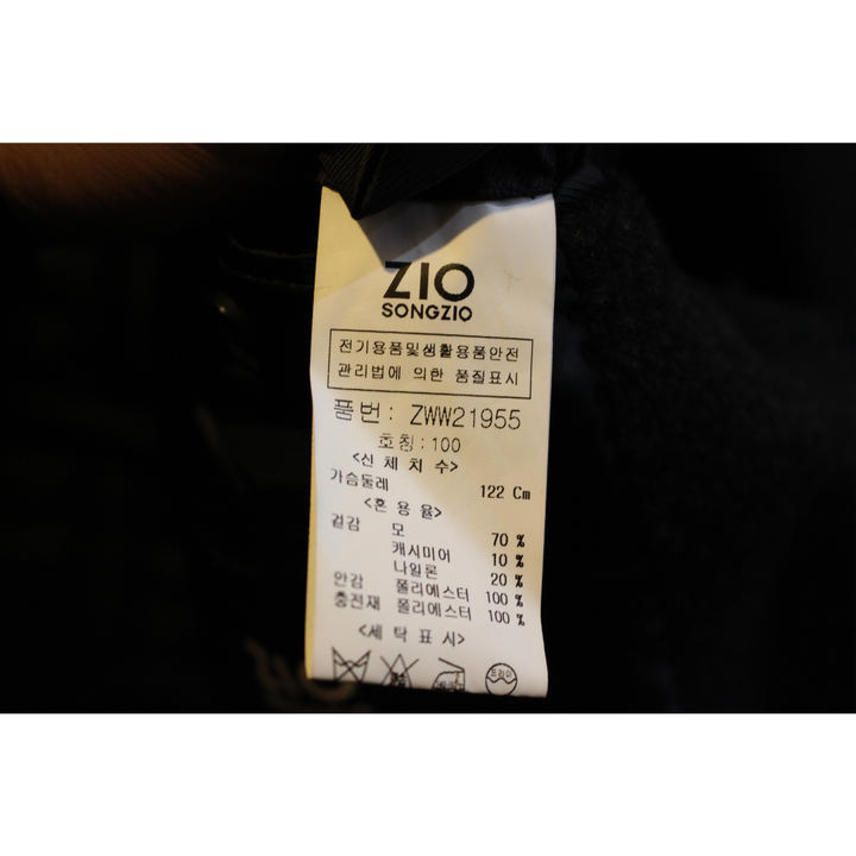 ZIO
SONGZIO
전기용품및생활용품안전
관리법에 의한 품질표시
품번: ZWW21955
호칭:100
<신 체 치 수>
가슴둘레 122 Cm
<혼 용 율>
겉감 모 70 %
캐시미어 10 %
나일론 20 %
안감 폴리에스터 100 %
충전재 폴리에스터 100 %
<세 탁 표 시>
드라이